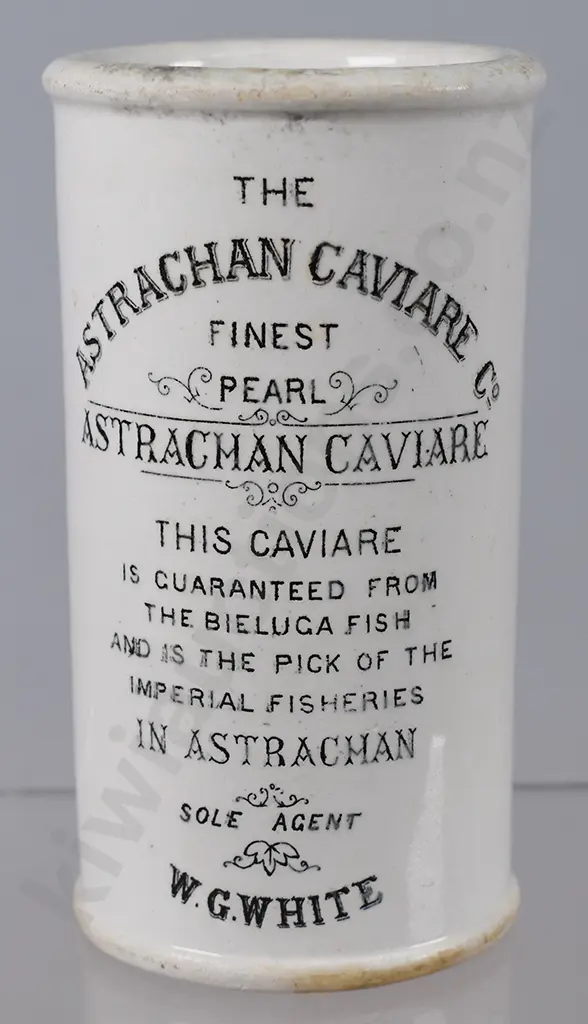 THE
ASTRACHAN CAVIARE Co.
FINEST
PEARL
ASTRACHAN CAVIARE
THIS CAVIARE
IS GUARANTEED FROM
THE BIELUGA FISH
AND IS THE PICK OF THE
IMPERIAL FISHERIES
IN ASTRACHAN
SOLE AGENT
W.G.WHITE